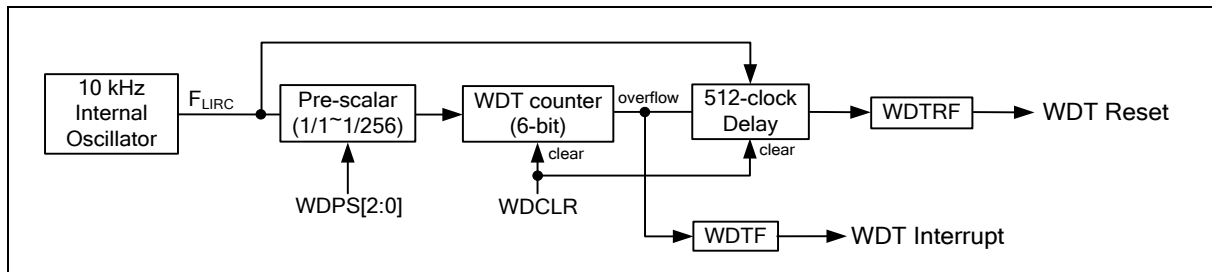 10 kHz
Internal
Oscillator
FLIRC
Pre-scalar
(1/1~1/256)
WDPS[2:0]
WDT counter
(6-bit)
clear
WDCLR
overflow
512-clock
Delay
clear
WDTRF
WDT Reset
WDTF
WDT Interrupt